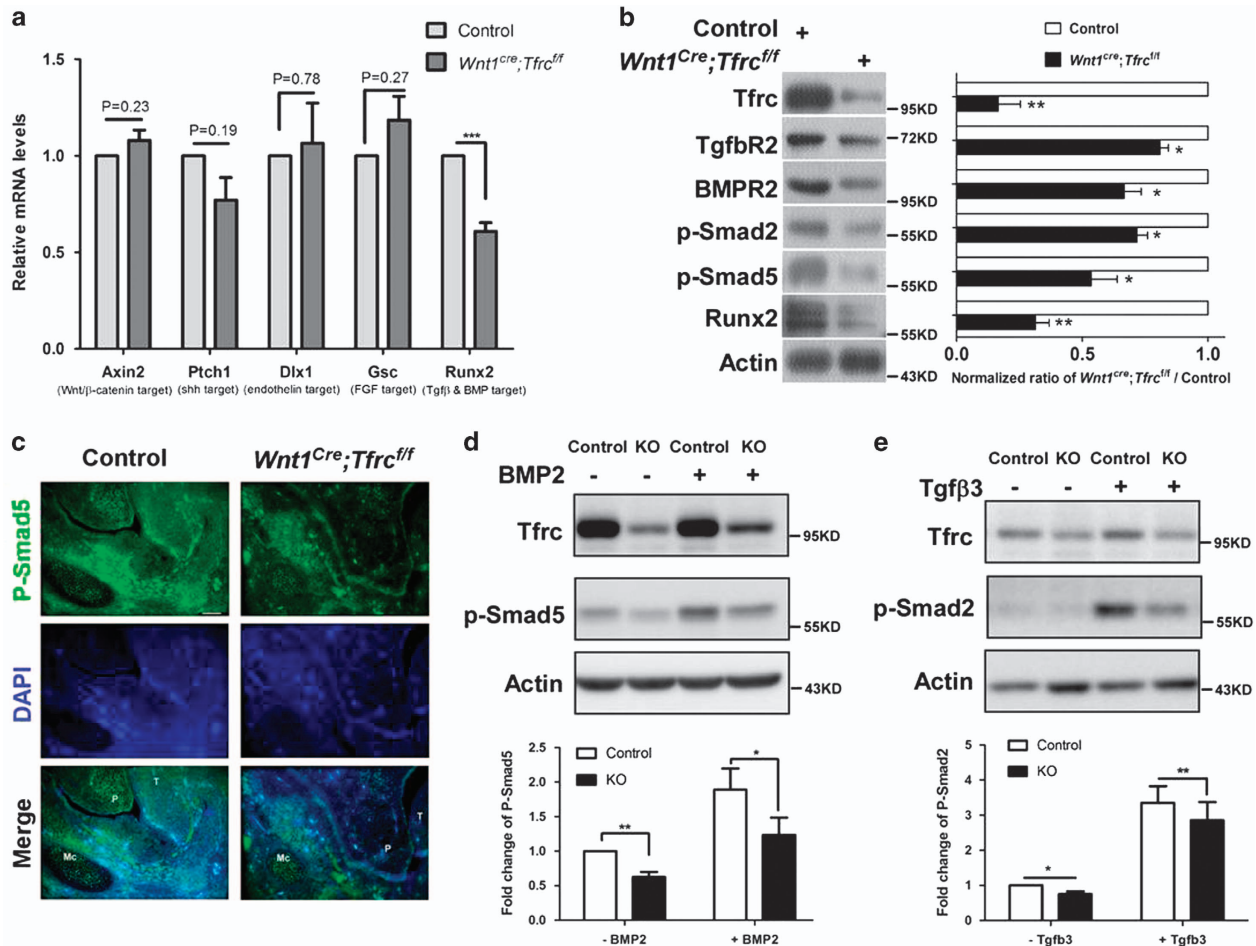 a
Control
Wnt1cre;Tfrcf/f
Relative mRNA levels
1.5
1.0
0.5
0.0
P=0.23
P=0.19
P=0.78
P=0.27
***
Axin2
(Wnt/β-catenin target)
Ptch1
(shh target)
Dlx1
(endothelin target)
Gsc
(FGF target)
Runx2
(Tgfβ & BMP target)
b
Control +
Wnt1Cre;Tfrcf/f +
Tfrc
95KD
TgfbR2
72KD
BMPR2
95KD
p-Smad2
55KD
p-Smad5
55KD
Runx2
55KD
Actin
43KD
Control
Wnt1cre;Tfrcf/f
**
*
*
*
*
**
0.0 0.5 1.0
Normalized ratio of Wnt1cre;Tfrcf/f / Control
c
Control Wnt1Cre;Tfrcf/f
P-Smad5
DAPI
Merge
P
T
Mc
T
P
Mc
d
Control KO Control KO
BMP2 - - + +
Tfrc
95KD
p-Smad5
55KD
Actin
43KD
Fold change of P-Smad5
2.5
2.0
1.5
1.0
0.5
0.0
Control
KO
**
*
- BMP2 + BMP2
e
Control KO Control KO
Tgfβ3 - - + +
Tfrc
95KD
p-Smad2
55KD
Actin
43KD
Fold change of P-Smad2
5
4
3
2
1
0
Control
KO
*
**
- Tgfb3 + Tgfb3